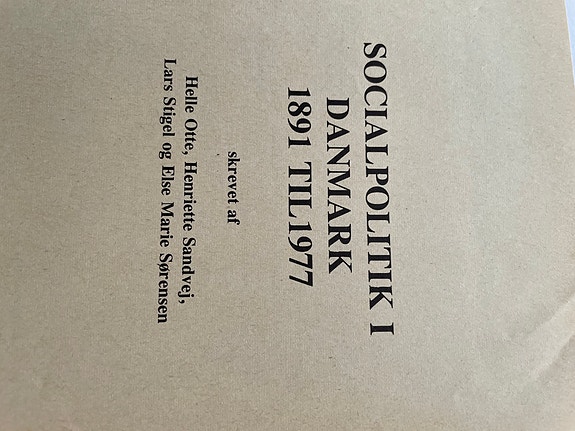 SOCIALPOLITIK I
DANMARK
1891 TIL1977
skrevet af
Helle Otte, Henriette Sandvej,
Lars Stigel og Else Marie Sørensen